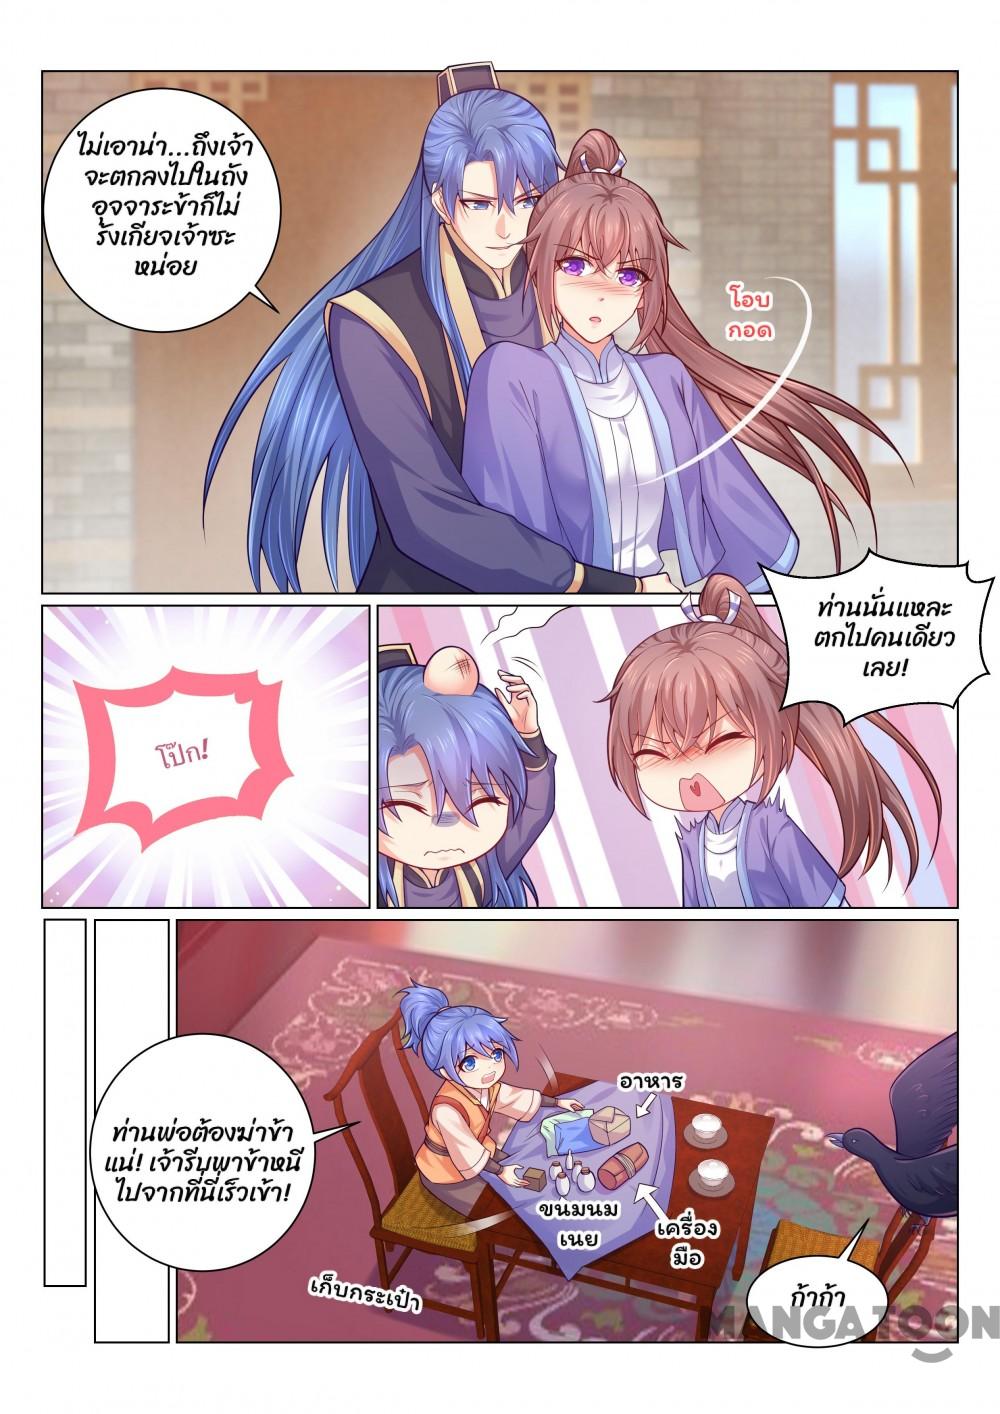 ไม่เอาน่า...ถึงเจ้า
จะตกลงไปในถัง
อุจจาระข้าก็ไม่
รังเกียจเจ้าซะ
หน่อย
โอบ
กอด
โป๊ก!
ท่านนั่นแหละ
ตกไปคนเดียว
เลย!
ท่านพ่อต้องฆ่าข้า
แน่! เจ้ารีบพาข้าหนี
ไปจากที่นี่เร็วเข้า!
อาหาร
ขนมนม
เนย
เครื่อง
มือ
เก็บกระเป๋า
ก้าก้า
MANGATOON